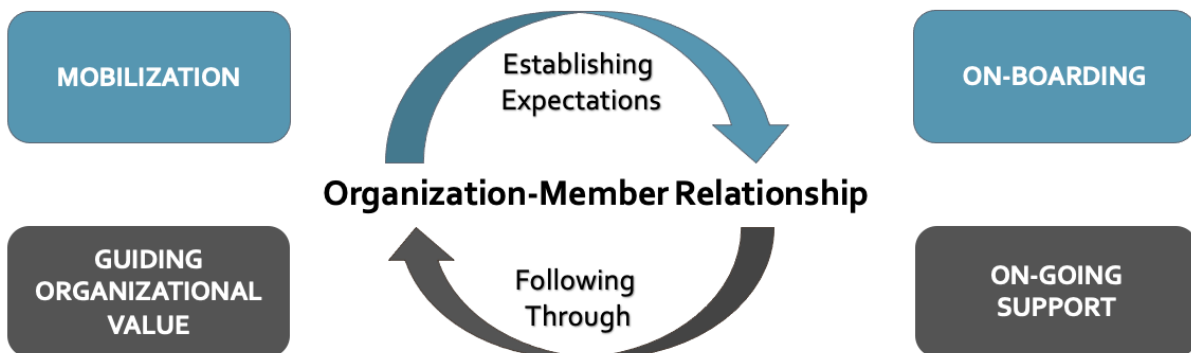 MOBILIZATION
Establishing
Expectations
ON-BOARDING
Organization-Member Relationship
GUIDING
ORGANIZATIONAL
VALUE
Following
Through
ON-GOING
SUPPORT